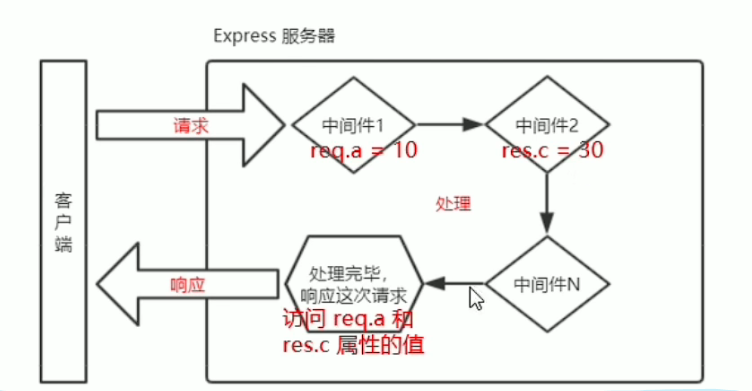 Express 服务器
请求
中间件1
req.a = 10
中间件2
res.c = 30
客
户
端
处理
响应
处理完毕，
响应这次请求
访问 req.a 和
res.c 属性的值
中间件N